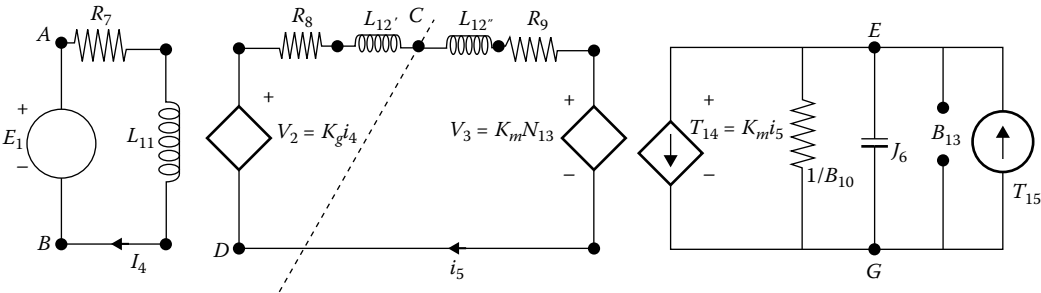 A
R7
+
E1
−
L11
B
I4
R8
L12′
C
L12″
R9
+
V2 = Kgi4
D
i5
+
V3 = KmN13
−
+
T14 = Kmi5
−
1/B10
E
J6
B13
T15
G